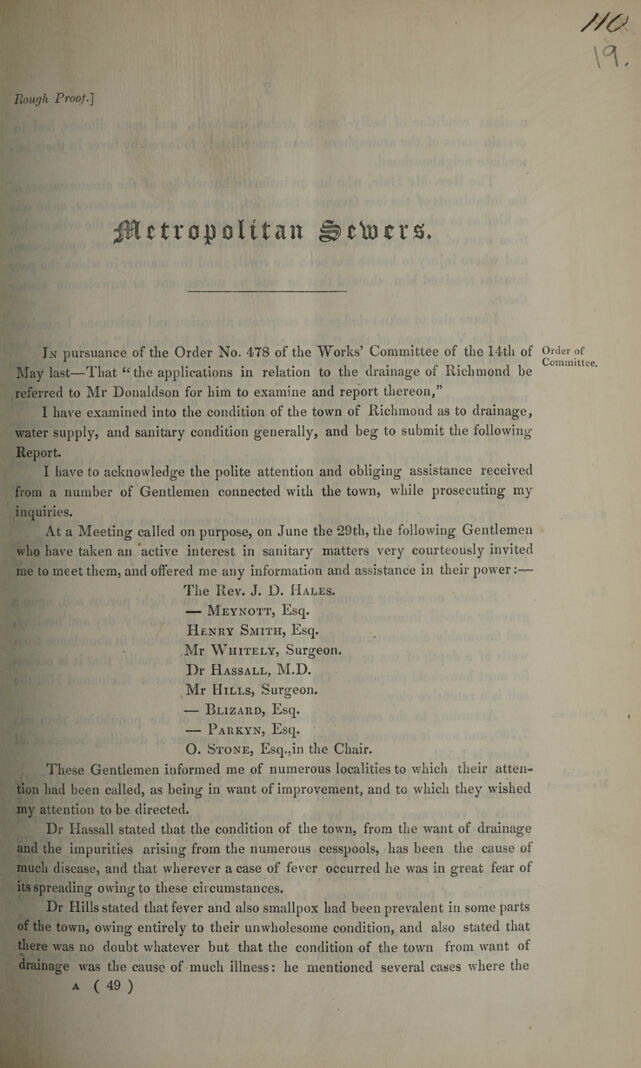 110
19.
Rough Proof.]
Metropolitan Sewers.
In pursuance of the Order No. 478 of the Works' Committee of the 14th of
Order of
Committee.
May last—That "the applications in relation to the drainage of Richmond be
referred to Mr Donaldson for him to examine and report thereon,"
I have examined into the condition of the town of Richmond as to drainage,
water supply, and sanitary condition generally, and beg to submit the following
Report.
I have to acknowledge the polite attention and obliging assistance received
from a number of Gentlemen connected with the town, while prosecuting my
inquiries.
At a Meeting called on purpose, on June the 29th, the following Gentlemen
who have taken an active interest in sanitary matters very courteously invited
me to meet them, and offered me any information and assistance in their power:—
The Rev. J. D. Hales.
— Meynott, Esq.
Henry Smith, Esq.
Mr Whitely, Surgeon.
Dr Hassall, M.D.
Mr Hills, Surgeon.
— Blizard, Esq.
— Parkyn, Esq.
O. Stone, Esq., in the Chair.
These Gentlemen informed me of numerous localities to which their atten-
tion had been called, as being in want of improvement, and to which they wished
my attention to be directed.
Dr Hassall stated that the condition of the town, from the want of drainage
and the impurities arising from the numerous cesspools, has been the cause of
much disease, and that wherever a case of fever occurred he was in great fear of
its spreading owing to these circumstances.
Dr Hills stated that fever and also smallpox had been prevalent in some parts
of the town, owing entirely to their unwholesome condition, and also stated that
there was no doubt whatever but that the condition of the town from want of
drainage was the cause of much illness: he mentioned several cases where the
A ( 49 )